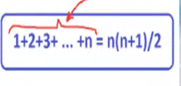 1+2+3+ ... +n = n(n+1)/2